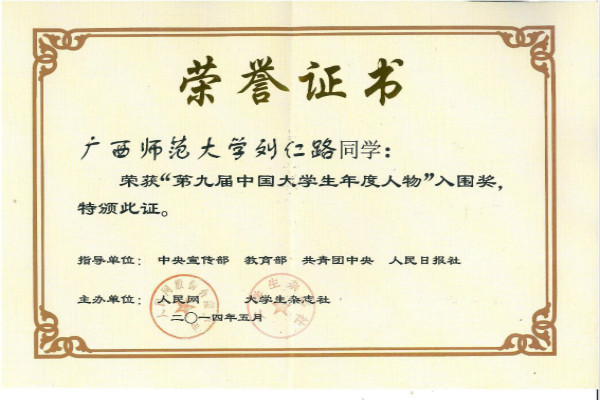 荣誉证书
广西师范大学刘仁路同学：
荣获“第九届中国大学生年度人物”入围奖，
特颁此证。
指导单位： 中央宣传部 教育部 共青团中央 人民日报社
主办单位： 人民网 大学生杂志社
二〇一四年五月